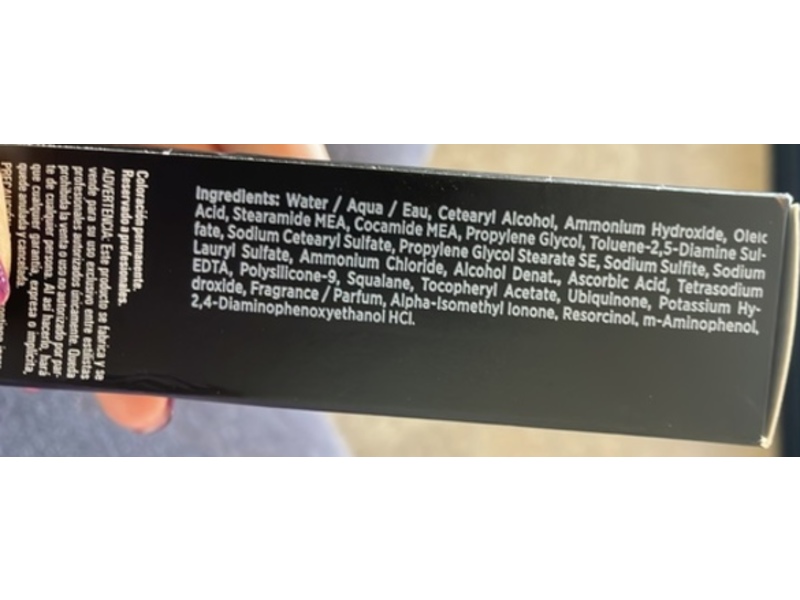 Ingredients: Water / Aqua / Eau, Cetearyl Alcohol, Ammonium Hydroxide, Oleic
Acid, Stearamide MEA, Cocamide MEA, Propylene Glycol, Toluene-2,5-Diamine Sul-
fate, Sodium Cetearyl Sulfate, Propylene Glycol Stearate SE, Sodium Sulfite, Sodium
Lauryl Sulfate, Ammonium Chloride, Alcohol Denat., Ascorbic Acid, Tetrasodium
EDTA, Polysilicone-9, Squalane, Tocopheryl Acetate, Ubiquinone, Potassium Hy-
droxide, Fragrance / Parfum, Alpha-Isomethyl Ionone, Resorcinol, m-Aminophenol,
2,4-Diaminophenoxyethanol HCl.
Coloración permanente.
Reservado a profesionales.
ADVERTENCIA: Este producto se fabrica y se
vende para su uso exclusivo entre estilistas
profesionales autorizados únicamente. Queda
prohibida la venta o uso no autorizado por par-
te de cualquier persona. Al así hacerlo, hará
que cualquier garantía, expresa o implícita,
quede anulada y cancelada.